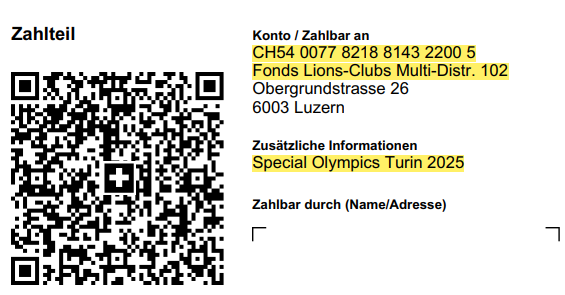 Zahlteil
Konto / Zahlbar an
CH54 0077 8218 8143 2200 5
Fonds Lions-Clubs Multi-Distr. 102
Obergrundstrasse 26
6003 Luzern
Zusätzliche Informationen
Special Olympics Turin 2025
Zahlbar durch (Name/Adresse)